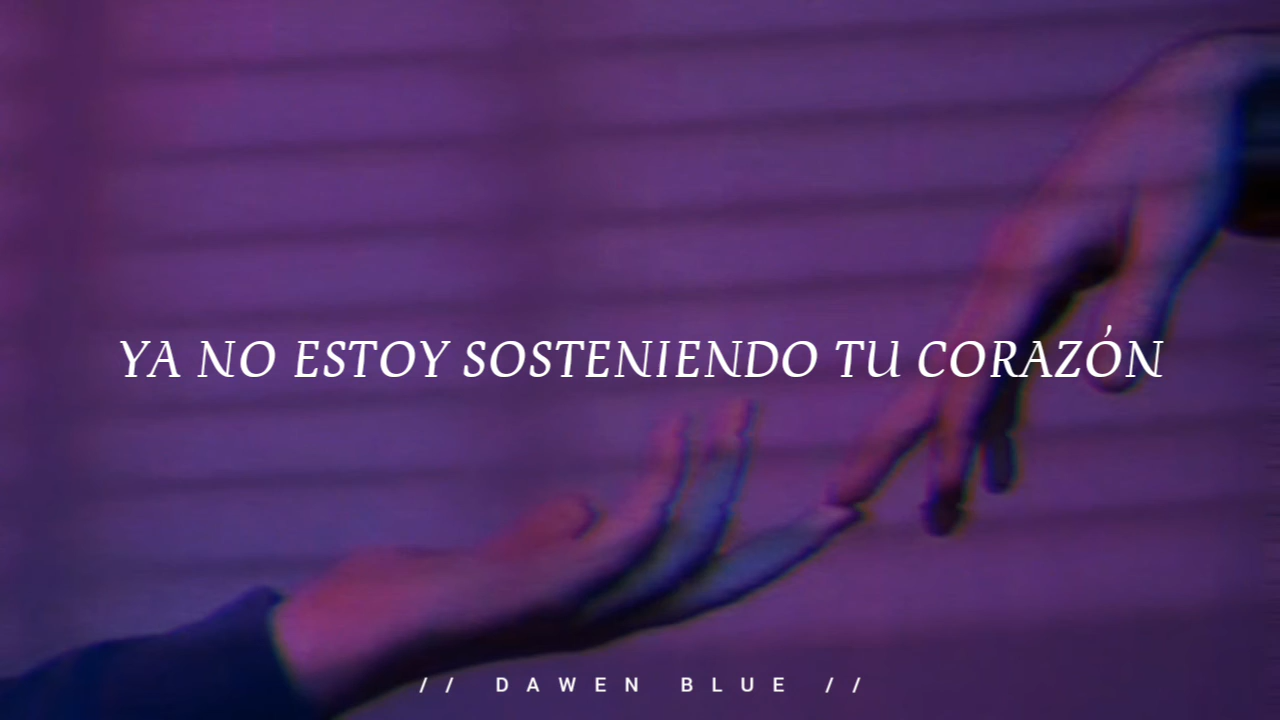 YA NO ESTOY SOSTENIENDO TU CORAZÓN
// DAWEN BLUE //